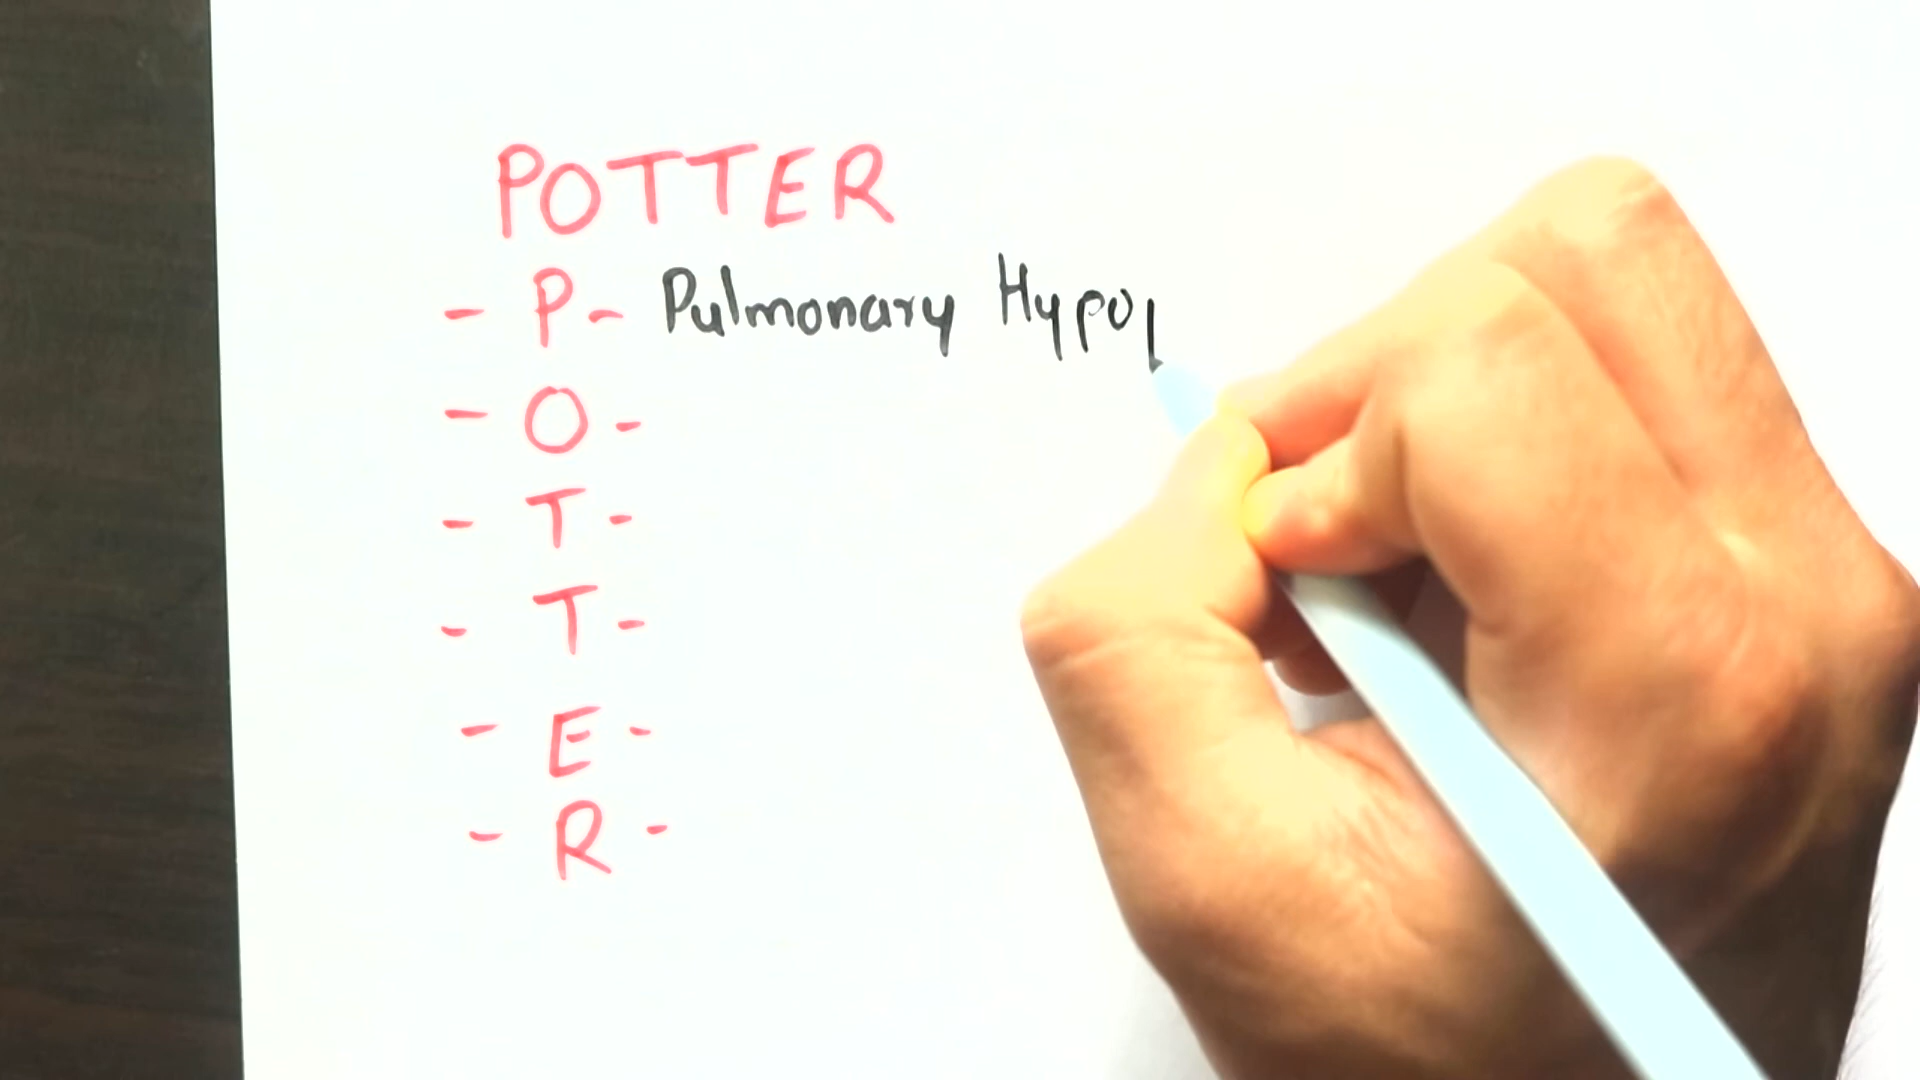 POTTER
- P - Pulmonary Hypo
- O -
- T -
- T -
- E -
- R -